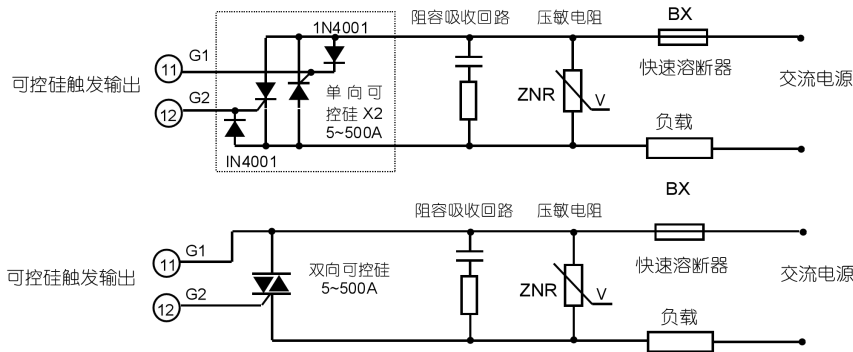 1N4001
阻容吸收回路
压敏电阻
BX
G1
11
可控硅触发输出
G2
12
单向可
控硅 X2
5~500A
ZNR
V
快速溶断器
交流电源
负载
IN4001
BX
阻容吸收回路
压敏电阻
G1
11
可控硅触发输出
G2
12
双向可控硅
5~500A
ZNR
V
快速溶断器
交流电源
负载